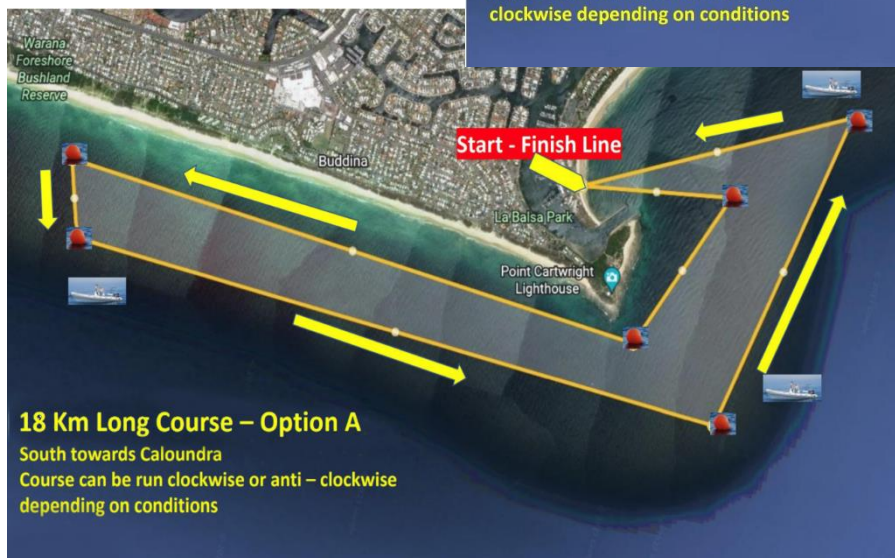 clockwise depending on conditions
Warana
Foreshore
Bushland
Reserve
Start - Finish Line
Buddina
La Balsa Park
Point Cartwright
Lighthouse
18 Km Long Course – Option A
South towards Caloundra
Course can be run clockwise or anti – clockwise
depending on conditions